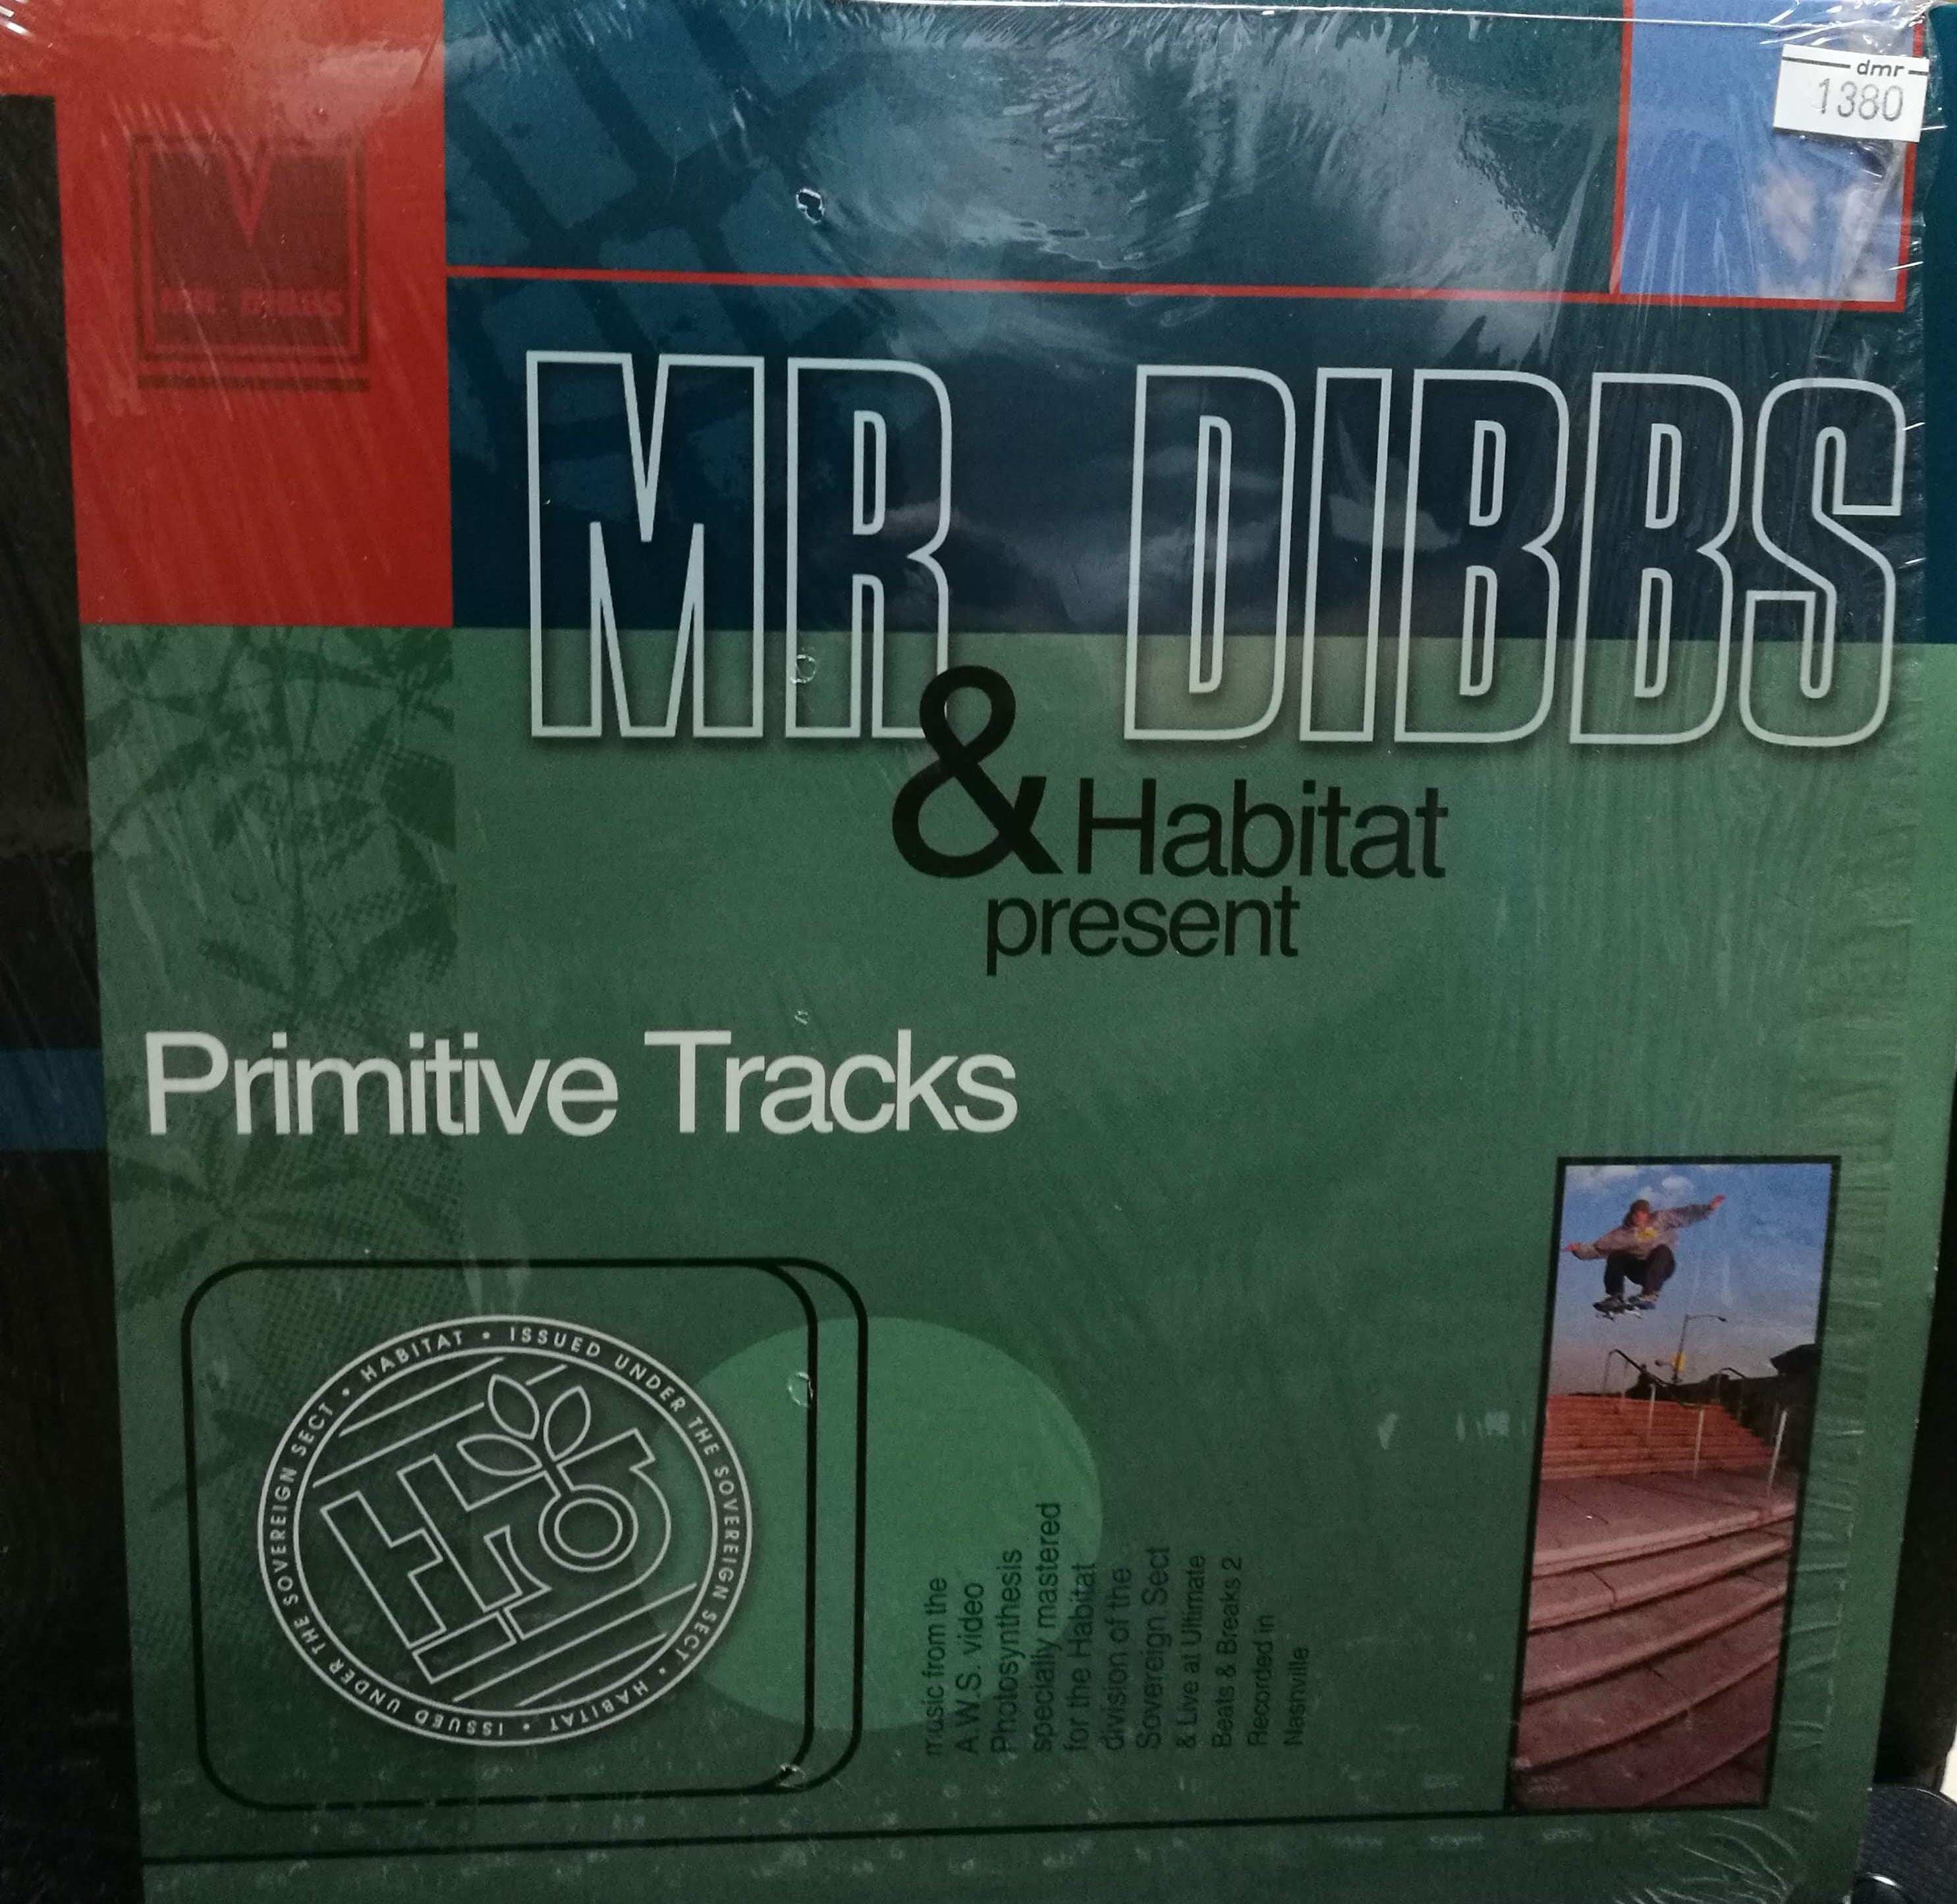 dmr
1380
MR. DIBBS
MR DIBBS
& Habitat
present
Primitive Tracks
HABITAT • ISSUED UNDER THE SOVEREIGN SECT • HABITAT • ISSUED UNDER THE SOVEREIGN SECT •
music from the
A.W.S. video
Photosynthesis
specially mastered
for the Habitat
division of the
Sovereign Sect
& Live at Ultimate
Beats & Breaks 2
Recorded in
Nashville